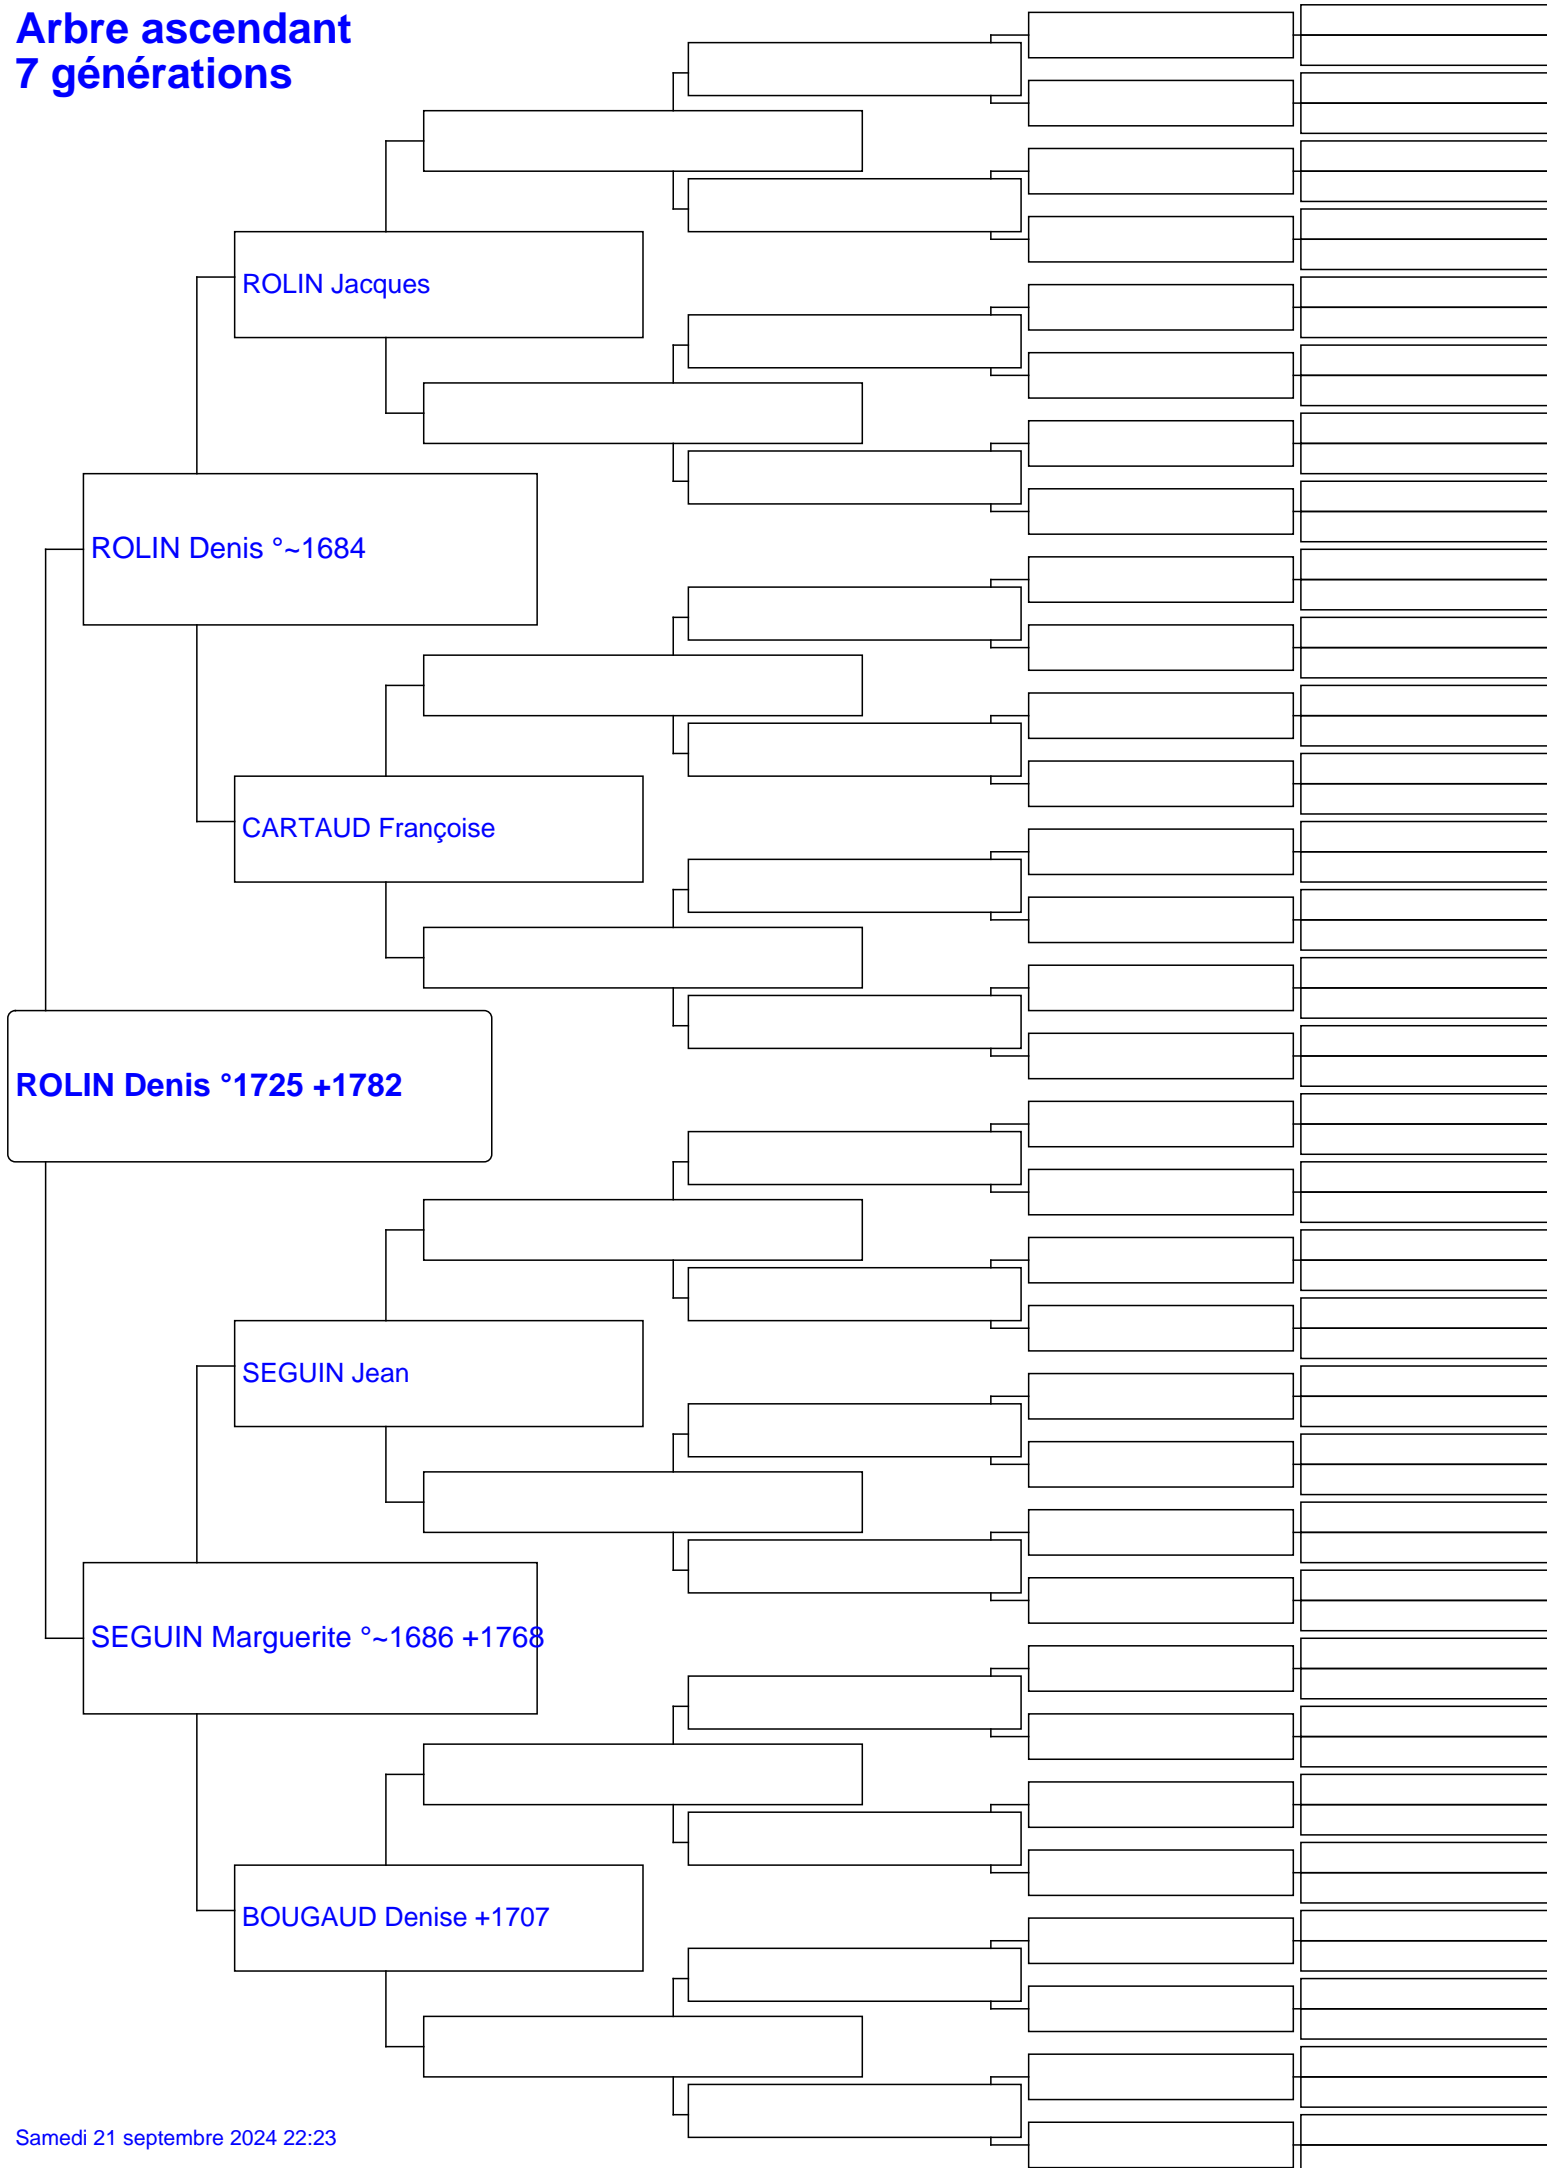 Arbre ascendant
7 générations
ROLIN Jacques
ROLIN Denis °~1684
CARTAUD Françoise
ROLIN Denis °1725 +1782
SEGUIN Jean
SEGUIN Marguerite °~1686 +1768
BOUGAUD Denise +1707
Samedi 21 septembre 2024 22:23